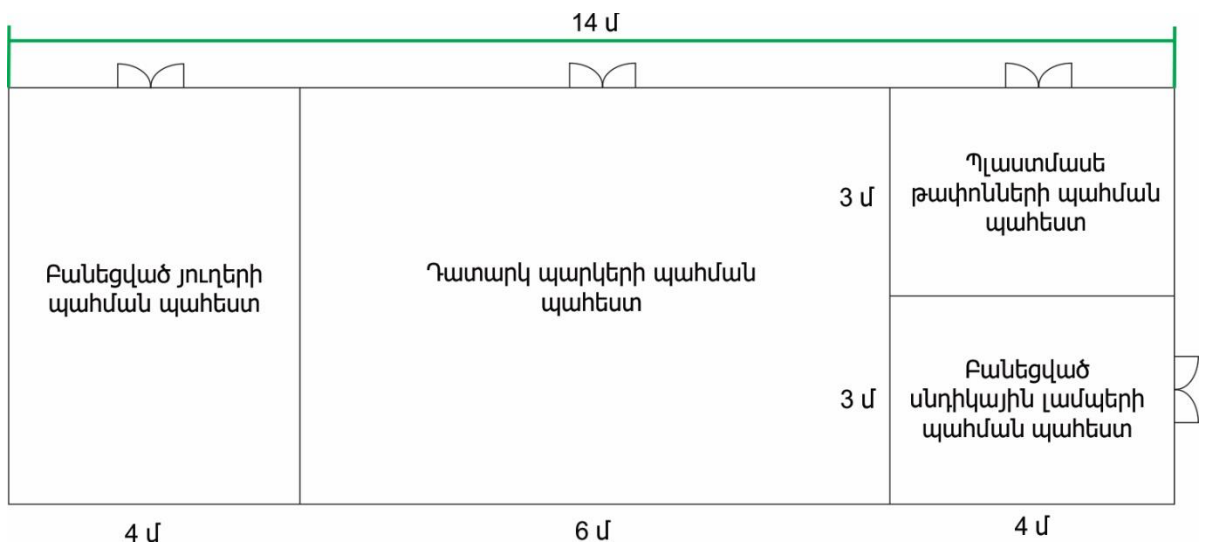 14 մ
Պլաստմասե
թափոնների պահման
պահեստ
3 մ
Բանեցված յուղերի
պահման պահեստ
Դատարկ պարկերի պահման
պահեստ
3 մ
Բանեցված
սնդիկային լամպերի
պահման պահեստ
4 մ
6 մ
4 մ